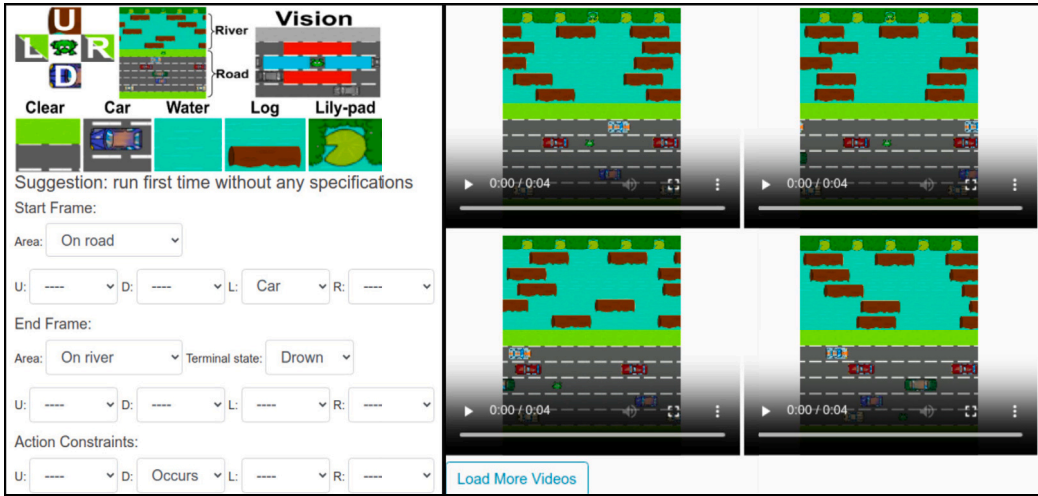 U
L R
D
River
Road
Vision
Clear Car Water Log Lily-pad
Suggestion: run first time without any specifications
Start Frame:
Area: On road
U: ---- D: ---- L: Car R: ----
End Frame:
Area: On river Terminal state: Drown
U: ---- D: ---- L: ---- R: ----
Action Constraints:
U: ---- D: Occurs L: ---- R: ----
0:00 / 0:04
0:00 / 0:04
0:00 / 0:04
0:00 / 0:04
Load More Videos